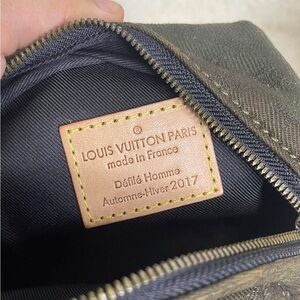 ®
LOUIS VUITTON PARIS
made in France
Défilé Homme
Automne-Hiver 2017